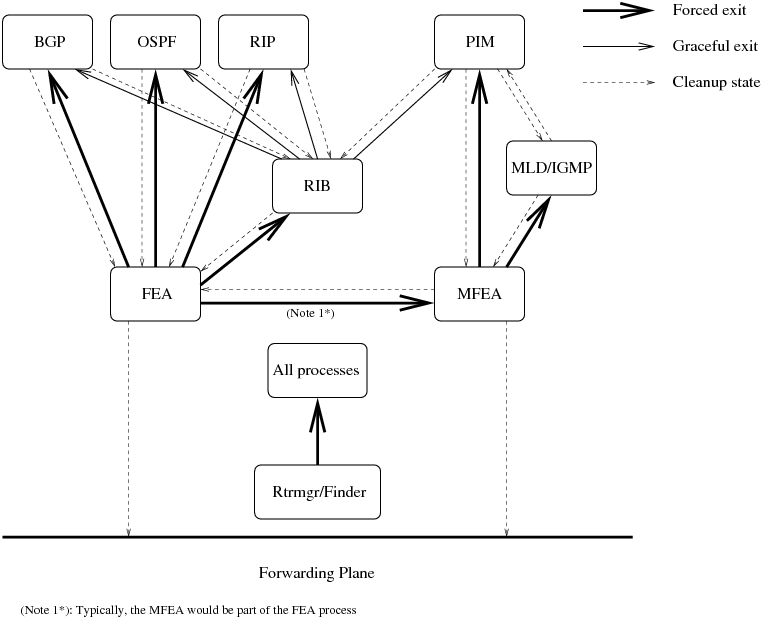 BGP
OSPF
RIP
PIM
Forced exit
Graceful exit
Cleanup state
MLD/IGMP
RIB
FEA
MFEA
(Note 1*)
All processes
Rtrmgr/Finder
Forwarding Plane
(Note 1*): Typically, the MFEA would be part of the FEA process